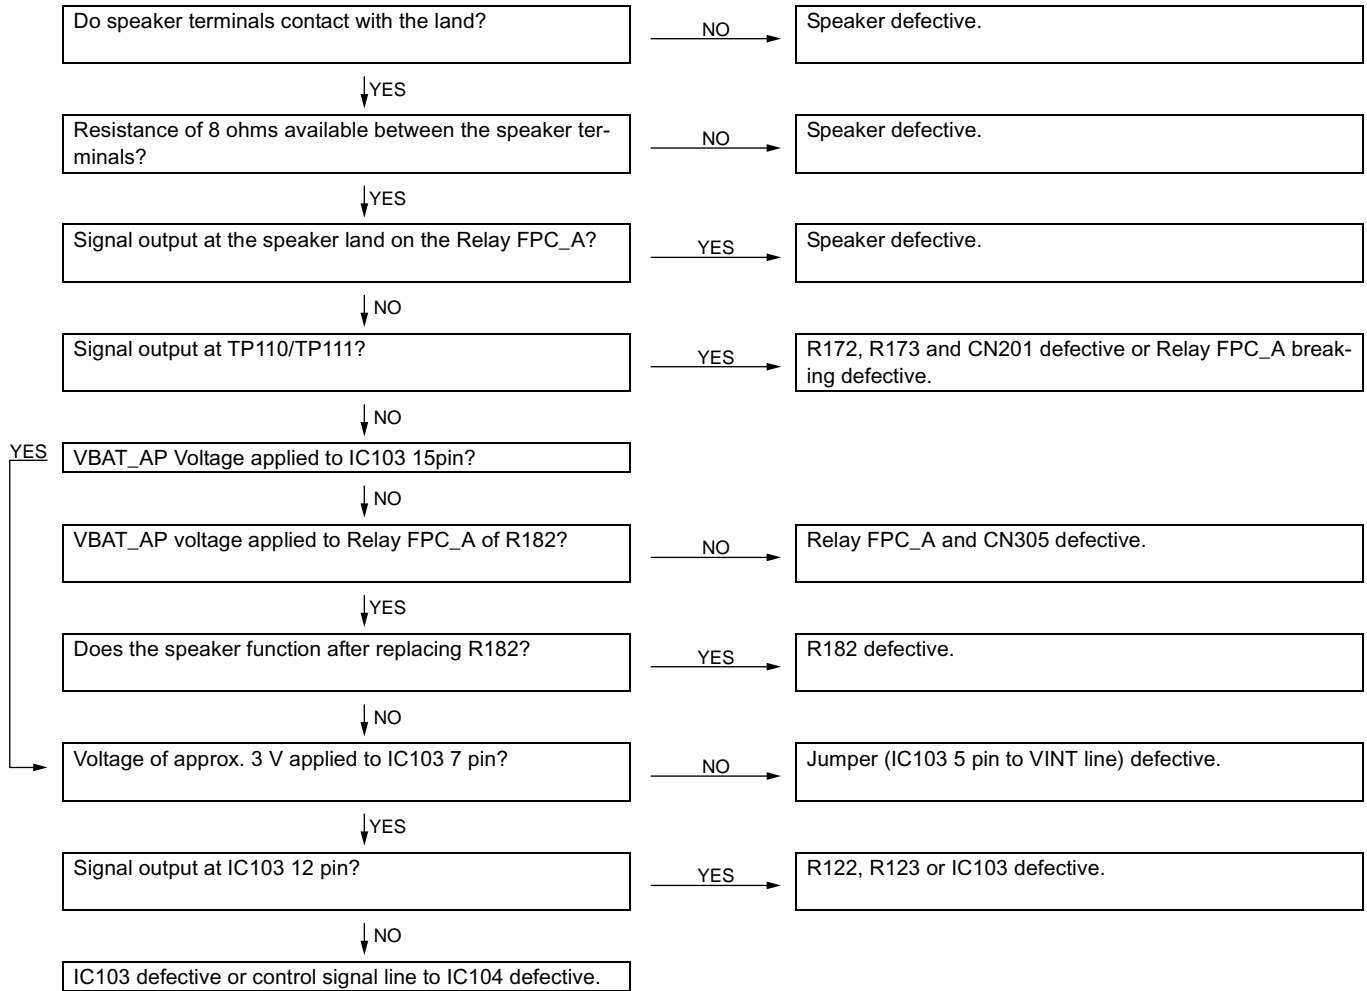 Do speaker terminals contact with the land?
NO
Speaker defective.
YES
Resistance of 8 ohms available between the speaker ter-
minals?
NO
Speaker defective.
YES
Signal output at the speaker land on the Relay FPC_A?
YES
Speaker defective.
NO
Signal output at TP110/TP111?
YES
R172, R173 and CN201 defective or Relay FPC_A break-
ing defective.
NO
YES
VBAT_AP Voltage applied to IC103 15pin?
NO
VBAT_AP voltage applied to Relay FPC_A of R182?
NO
Relay FPC_A and CN305 defective.
YES
Does the speaker function after replacing R182?
YES
R182 defective.
NO
Voltage of approx. 3 V applied to IC103 7 pin?
NO
Jumper (IC103 5 pin to VINT line) defective.
YES
Signal output at IC103 12 pin?
YES
R122, R123 or IC103 defective.
NO
IC103 defective or control signal line to IC104 defective.